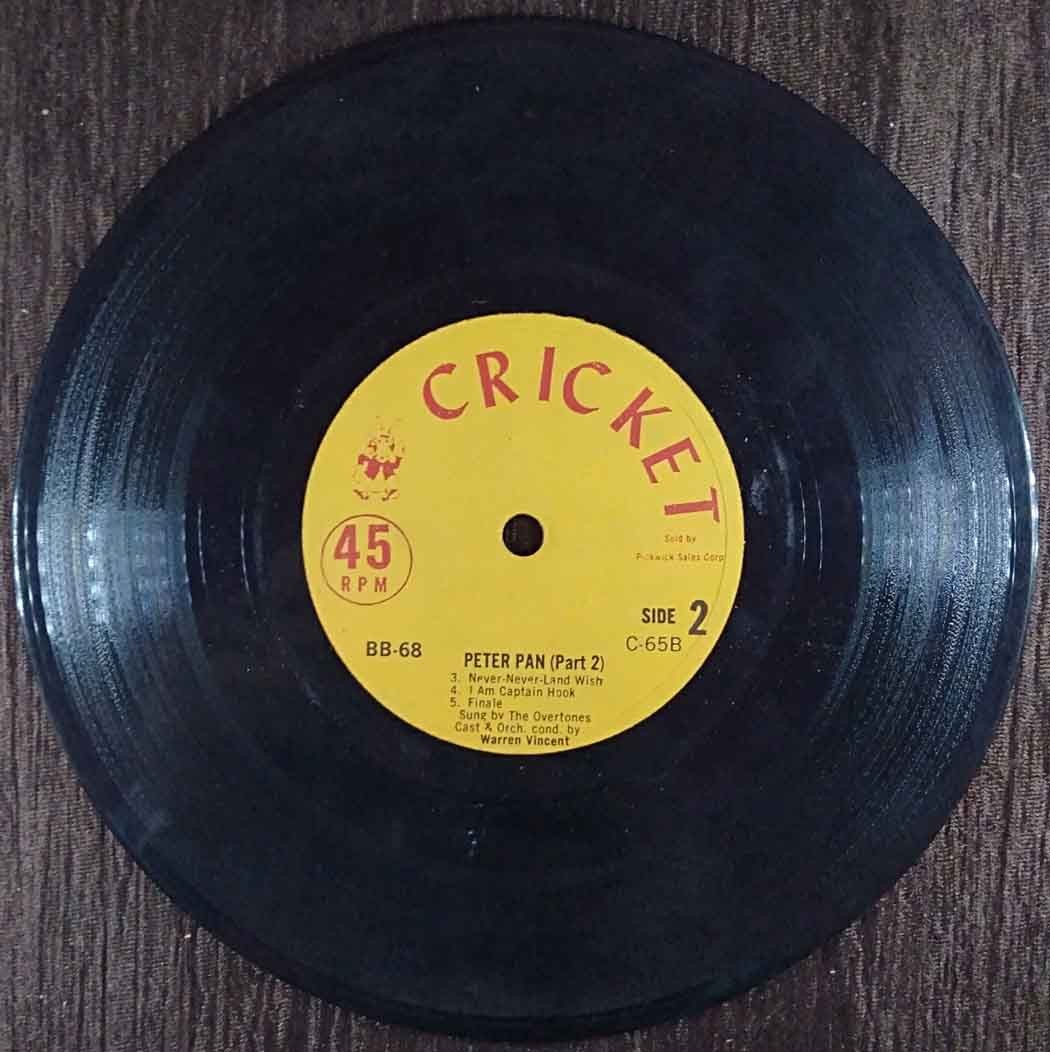 CRICKET
45
RPM
Sold by
Pickwick Sales Corp
SIDE 2
BB-68
C-65B
PETER PAN (Part 2)
3. Never-Never-Land Wish
4. I Am Captain Hook
5. Finale
Sung by The Overtones
Cast & Orch. cond. by
Warren Vincent